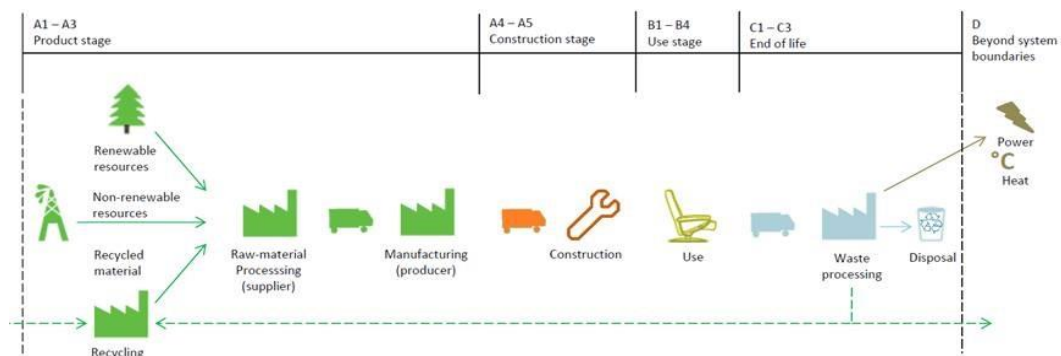 A1 – A3
Product stage
A4 – A5
Construction stage
B1 – B4
Use stage
C1 – C3
End of life
D
Beyond system
boundaries
Renewable
resources
Non-renewable
resources
Recycled
material
Recycling
Raw-material
Processsing
(supplier)
Manufacturing
(producer)
Construction
Use
Waste
processing
Disposal
Power
°C
Heat